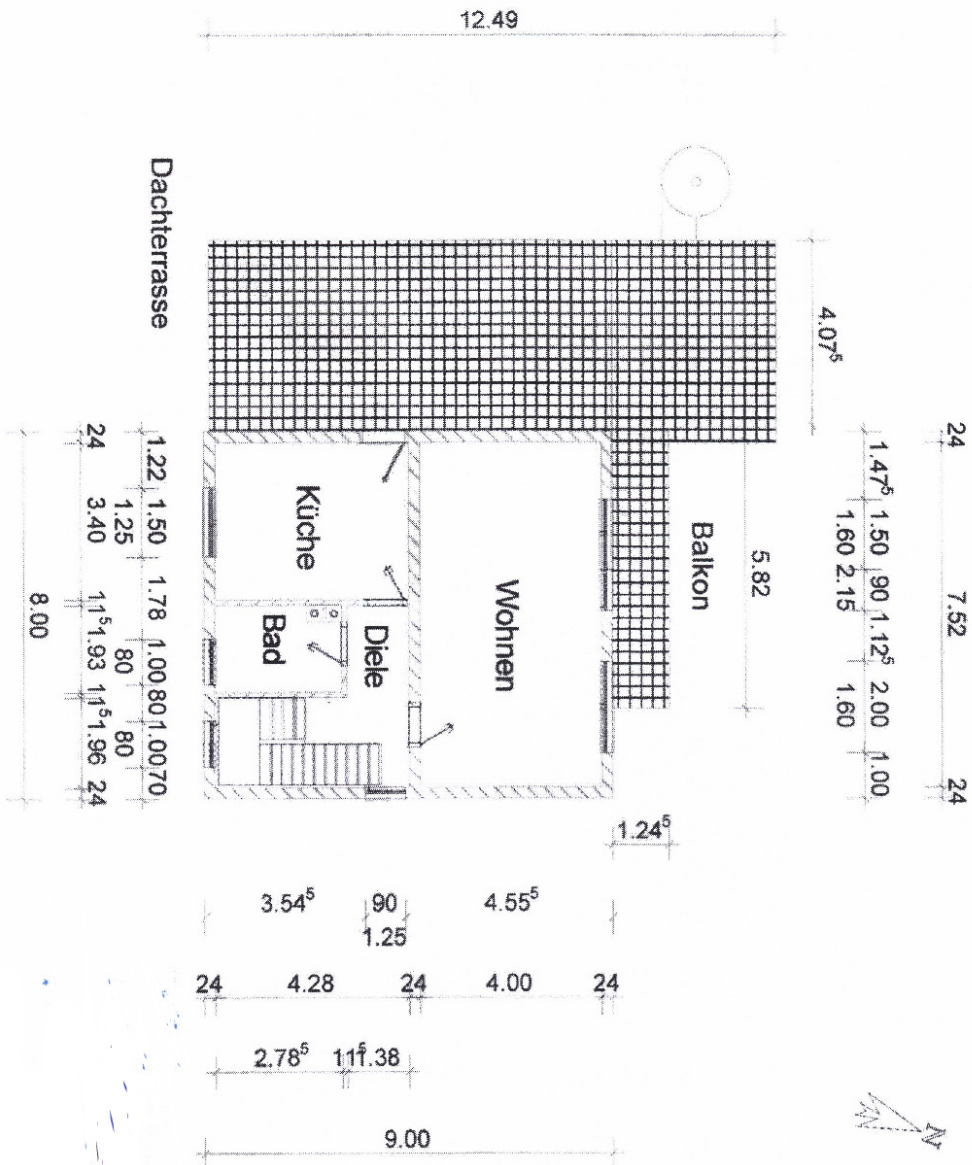 12.49
Dachterrasse
4.07⁵
24 7.52 24
1.47⁵ 1.50 90 1.12⁵ 2.00 1.00
1.60 2.15 1.60
5.82
Balkon
Wohnen
Küche
Diele
Bad
1.22 1.50 1.78 1.00 80 1.00 70
1.25 80 80
24 3.40 11⁵ 1.93 11⁵ 1.96 24
8.00
1.24⁵
3.54⁵ 90 4.55⁵
1.25
24 4.28 24 4.00 24
2.78⁵ 11⁵ 1.38
9.00
N